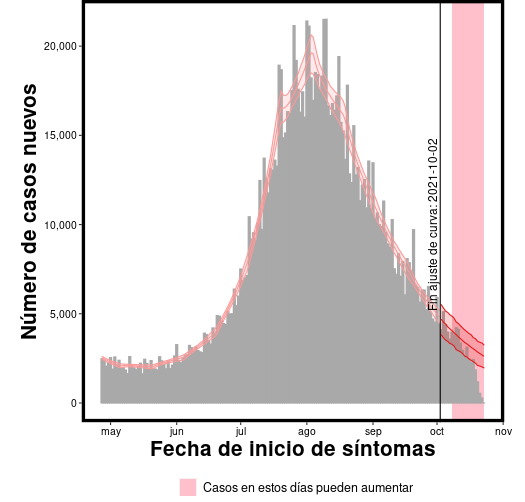 Número de casos nuevos
20,000
15,000
10,000
5,000
0
Fin ajuste de curva: 2021-10-02
may jun jul ago sep oct nov
Fecha de inicio de síntomas
Casos en estos días pueden aumentar